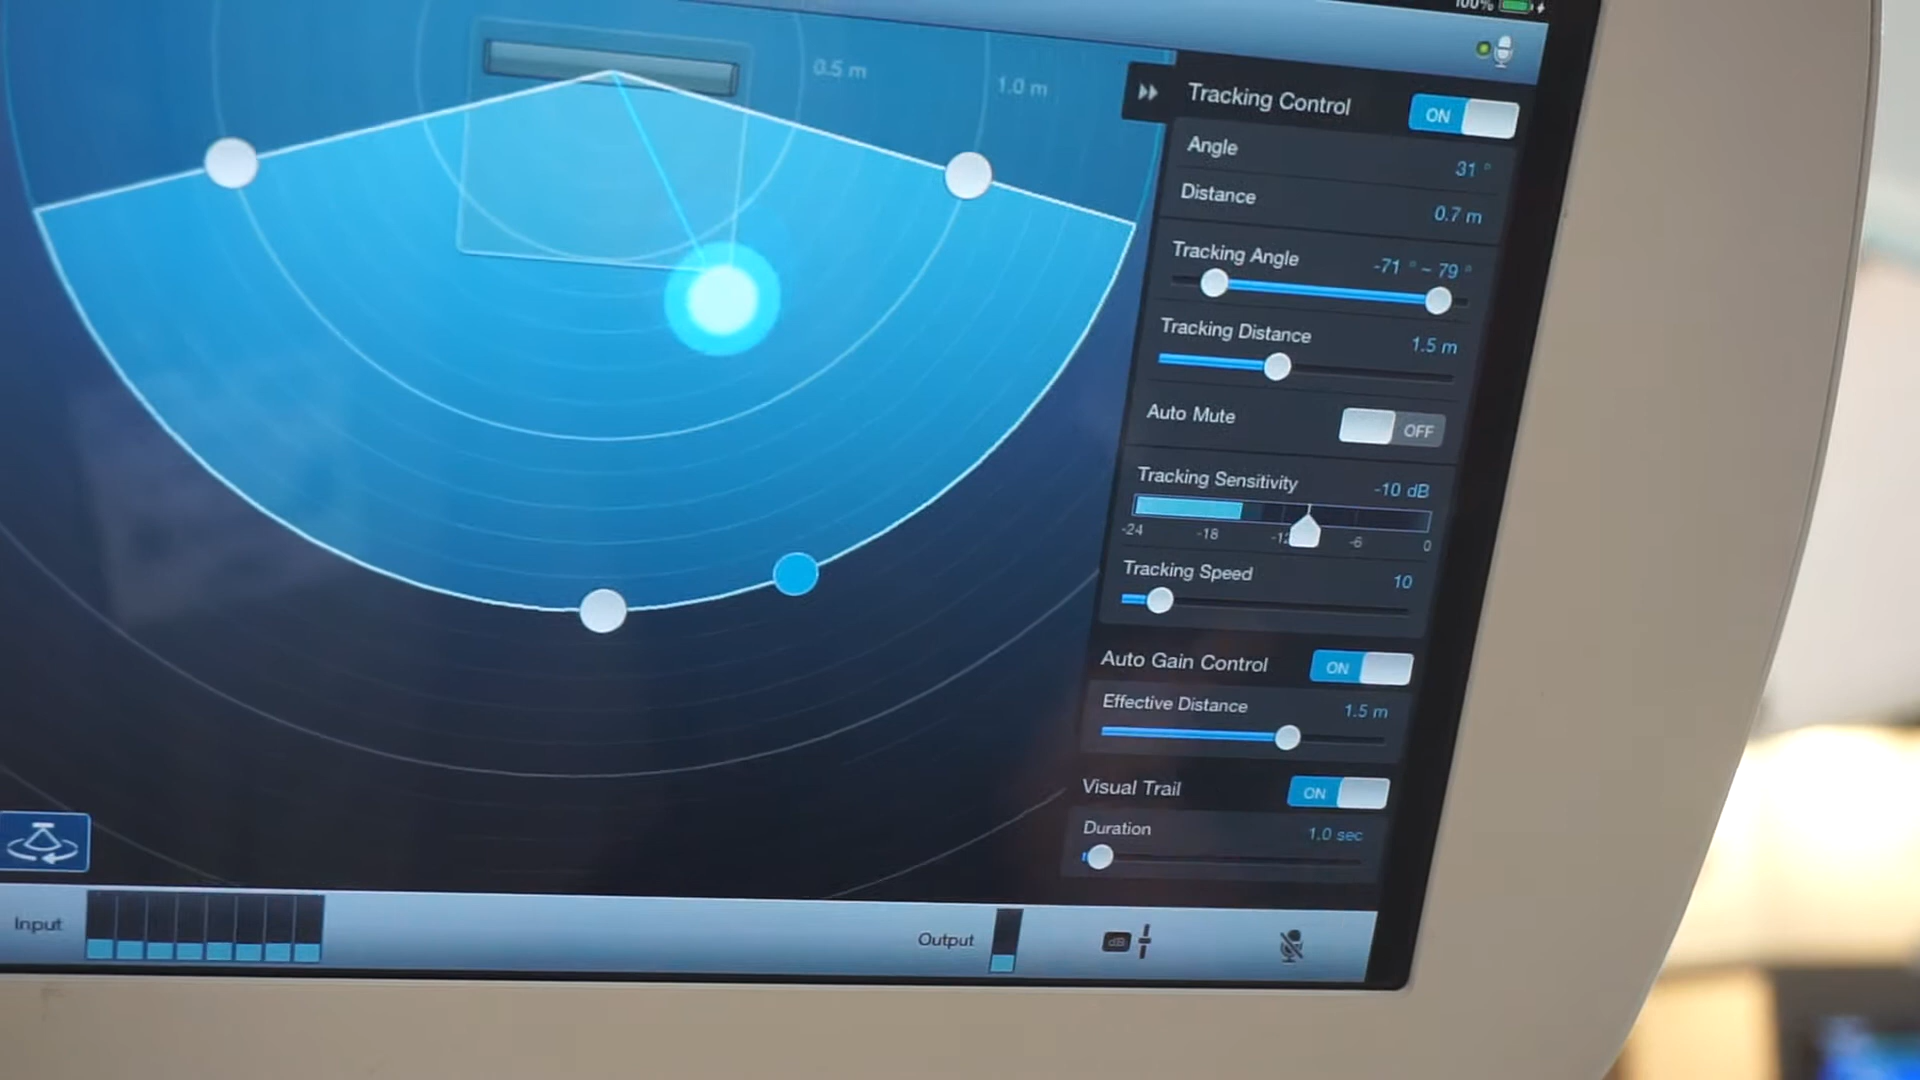 100%
0.5 m
1.0 m
Tracking Control ON
Angle 31 °
Distance 0.7 m
Tracking Angle -71 ° ~ 79 °
Tracking Distance 1.5 m
Auto Mute OFF
Tracking Sensitivity -10 dB
-24 -18 -12 -6 0
Tracking Speed 10
Auto Gain Control ON
Effective Distance 1.5 m
Visual Trail ON
Duration 1.0 sec
Input
Output
dB